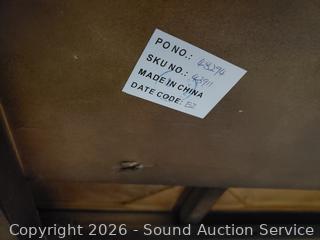 PO NO.:
SKU NO.:
MADE IN CHINA
DATE CODE:
Copyright 2026 - Sound Auction Service